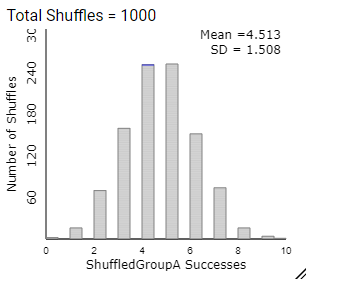 Total Shuffles = 1000
Mean =4.513
SD = 1.508
Number of Shuffles
240
180
120
60
0 2 4 6 8 10
ShuffledGroupA Successes